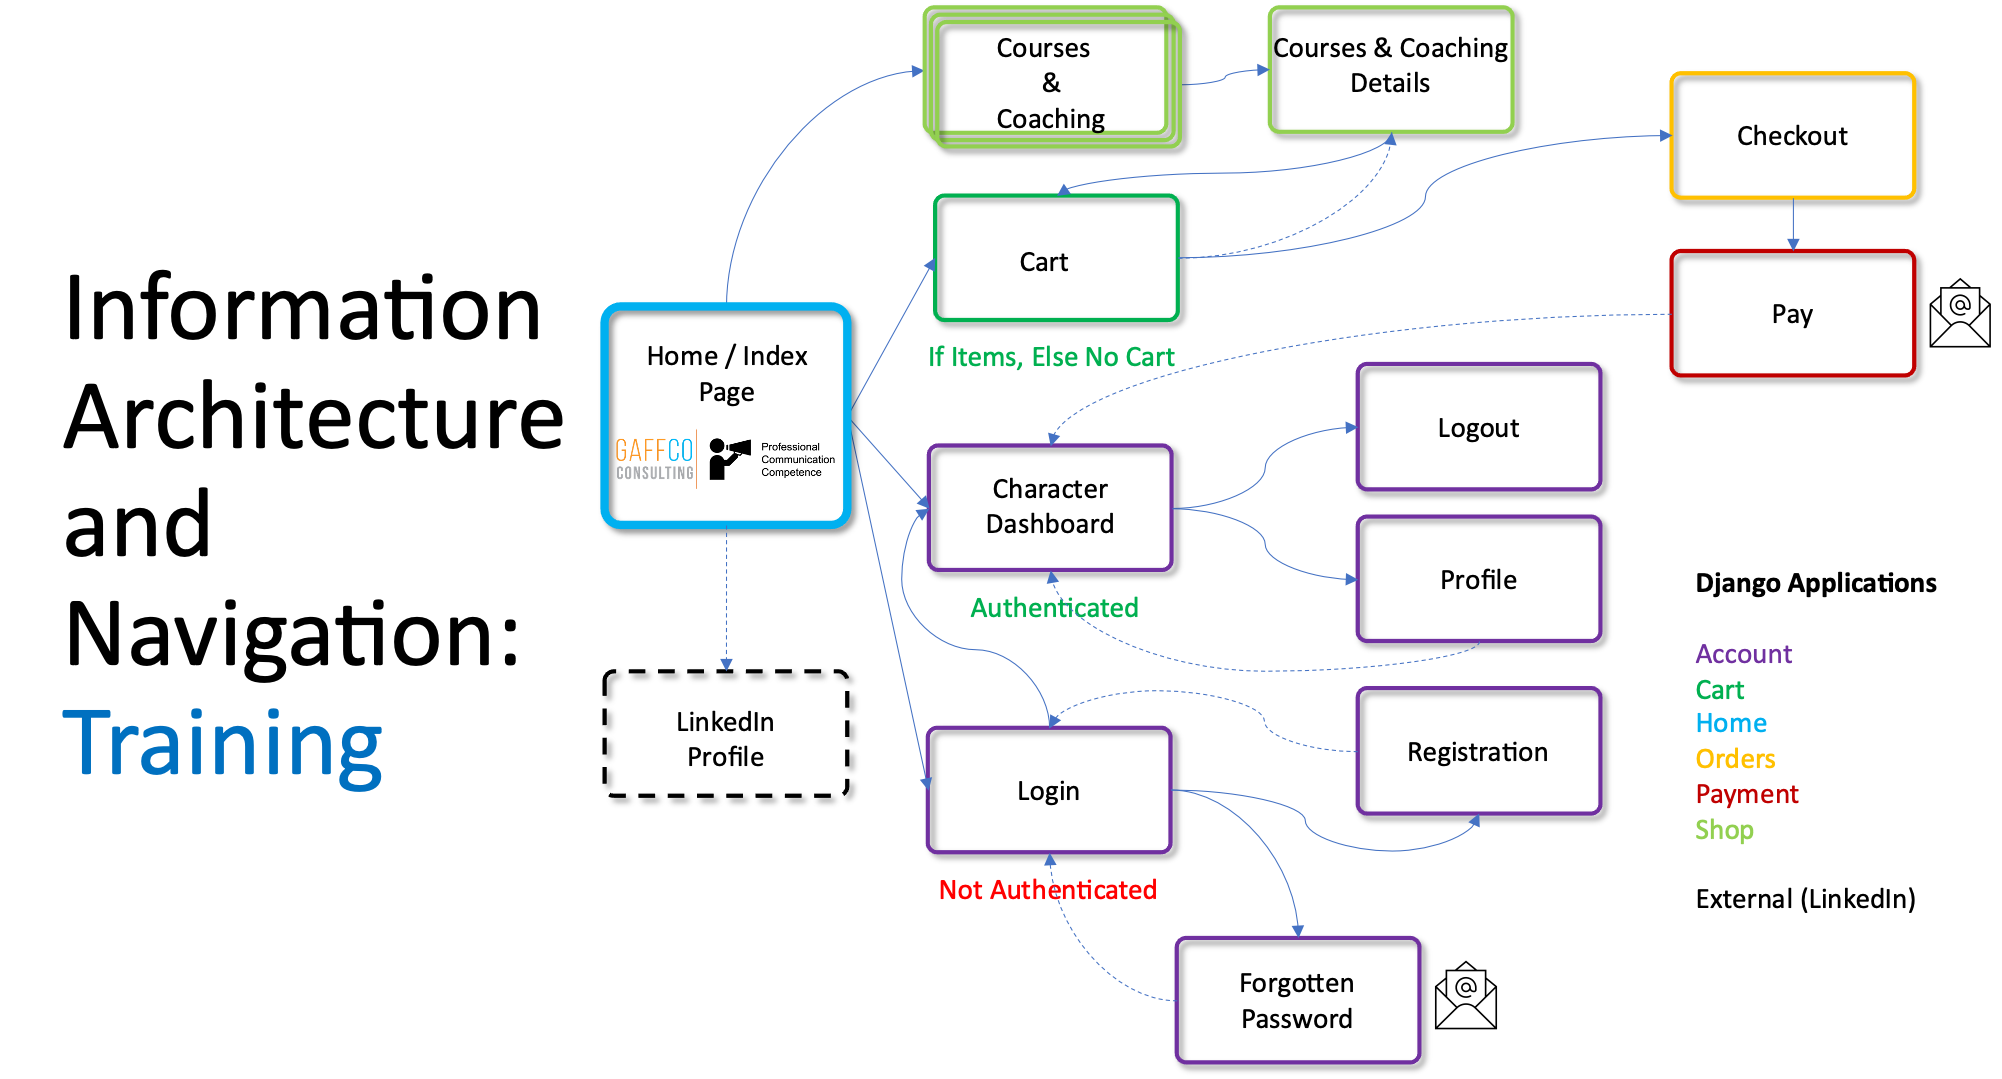 Information
Architecture
and
Navigation:
Training
Courses
&
Coaching
Courses & Coaching
Details
Checkout
Cart
If Items, Else No Cart
Pay
@
Home / Index
Page
GAFFCO
CONSULTING
Professional
Communication
Competence
Logout
Character
Dashboard
Authenticated
Profile
LinkedIn
Profile
Login
Not Authenticated
Registration
Forgotten
Password
@
Django Applications
Account
Cart
Home
Orders
Payment
Shop
External (LinkedIn)